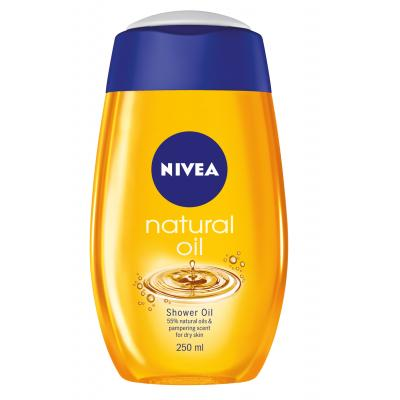 NIVEA
natural
oil
Shower Oil
55% natural oils &
pampering scent
for dry skin
250 ml